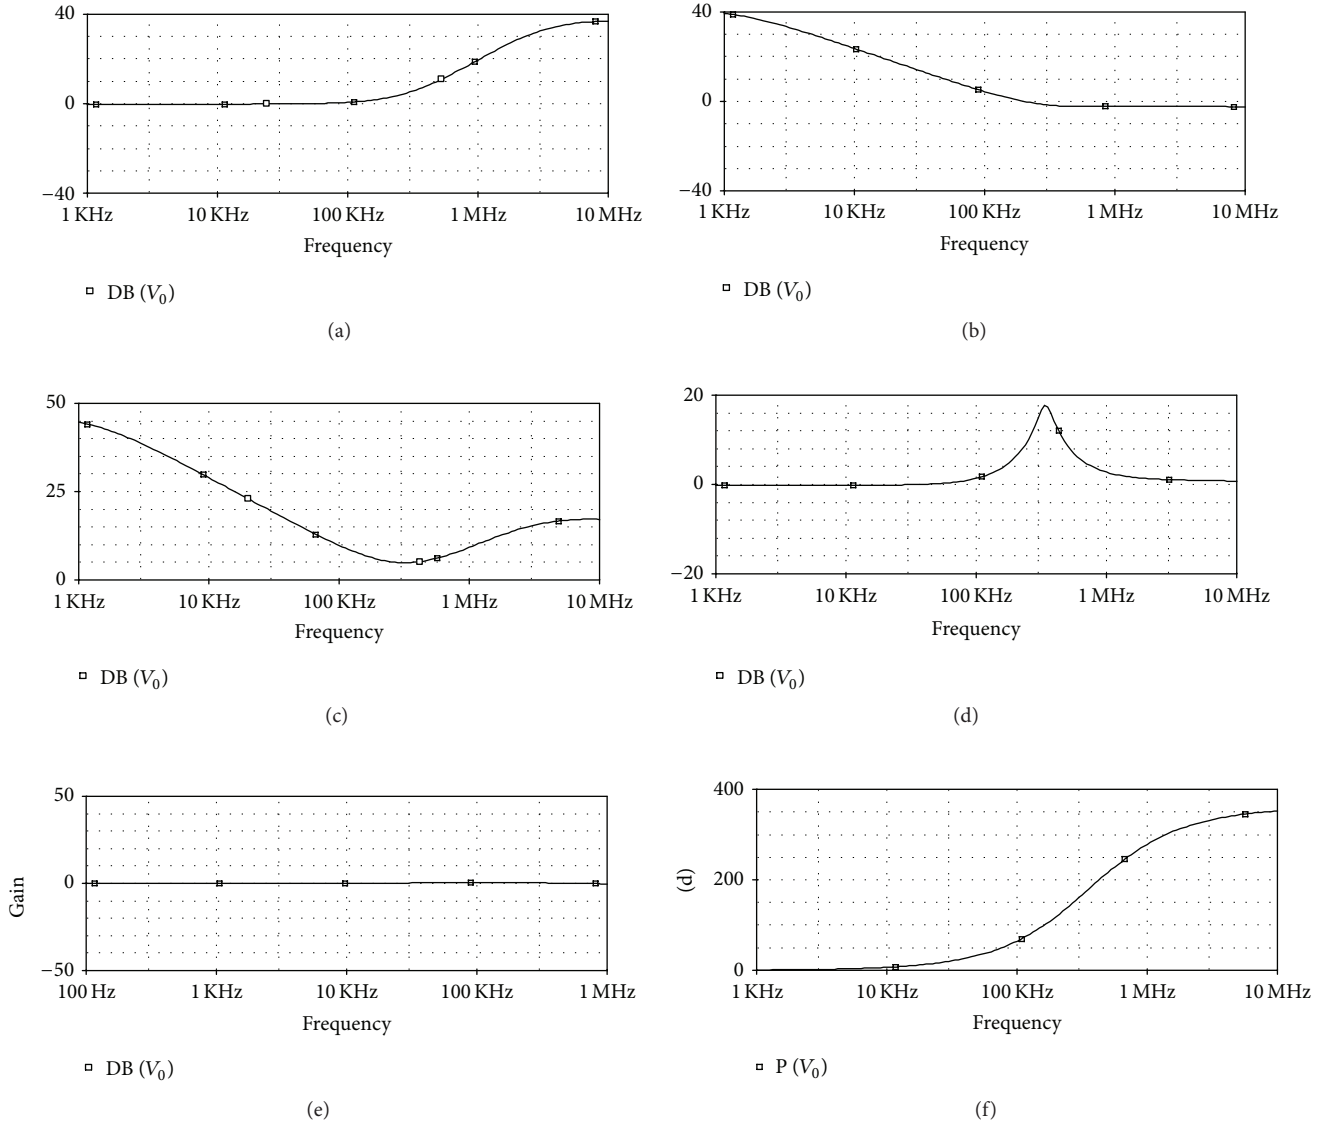 40
0
−40
1 KHz 10 KHz 100 KHz 1 MHz 10 MHz
Frequency
DB (V0)
(a)
40
0
−40
1 KHz 10 KHz 100 KHz 1 MHz 10 MHz
Frequency
DB (V0)
(b)
50
25
0
1 KHz 10 KHz 100 KHz 1 MHz 10 MHz
Frequency
DB (V0)
(c)
20
0
−20
1 KHz 10 KHz 100 KHz 1 MHz 10 MHz
Frequency
DB (V0)
(d)
Gain
50
0
−50
100 Hz 1 KHz 10 KHz 100 KHz 1 MHz
Frequency
DB (V0)
(e)
(d)
400
200
0
1 KHz 10 KHz 100 KHz 1 MHz 10 MHz
Frequency
P (V0)
(f)